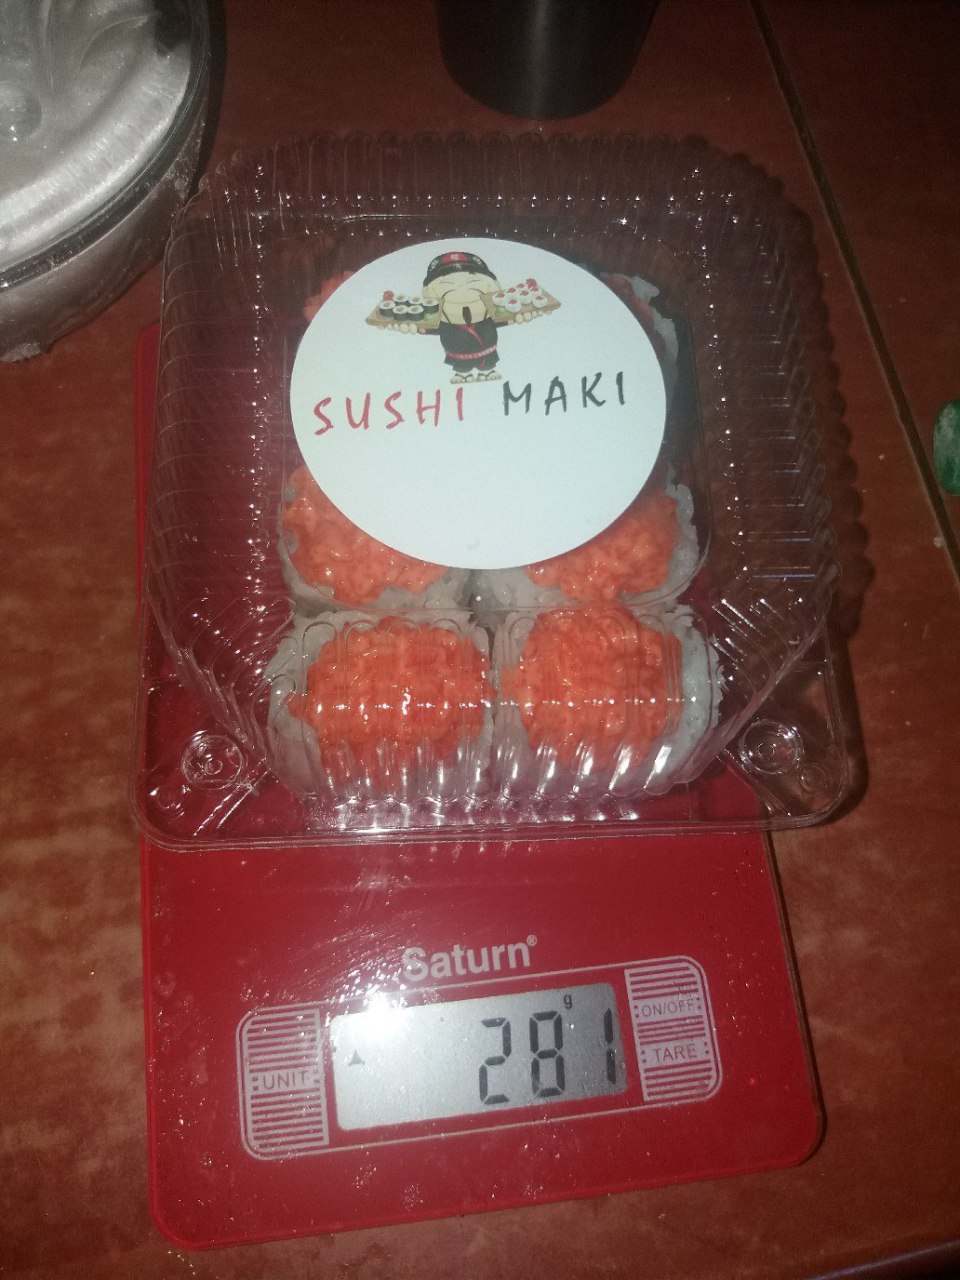 SUSHI MAKI
Saturn®
g
281
UNIT
ON/OFF
TARE